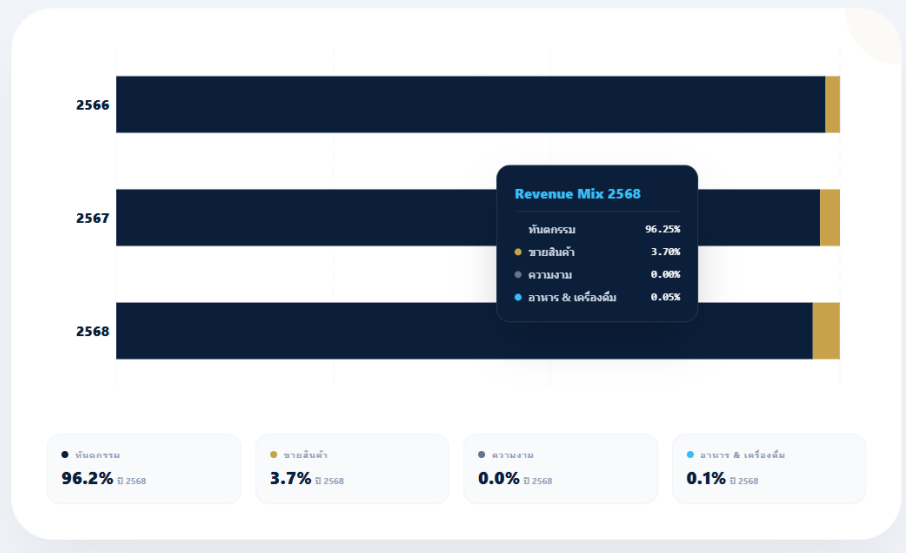 2566
2567
2568
Revenue Mix 2568
ทันตกรรม 96.25%
ขายสินค้า 3.70%
ความงาม 0.00%
อาหาร & เครื่องดื่ม 0.05%
ทันตกรรม
96.2% ปี 2568
ขายสินค้า
3.7% ปี 2568
ความงาม
0.0% ปี 2568
อาหาร & เครื่องดื่ม
0.1% ปี 2568